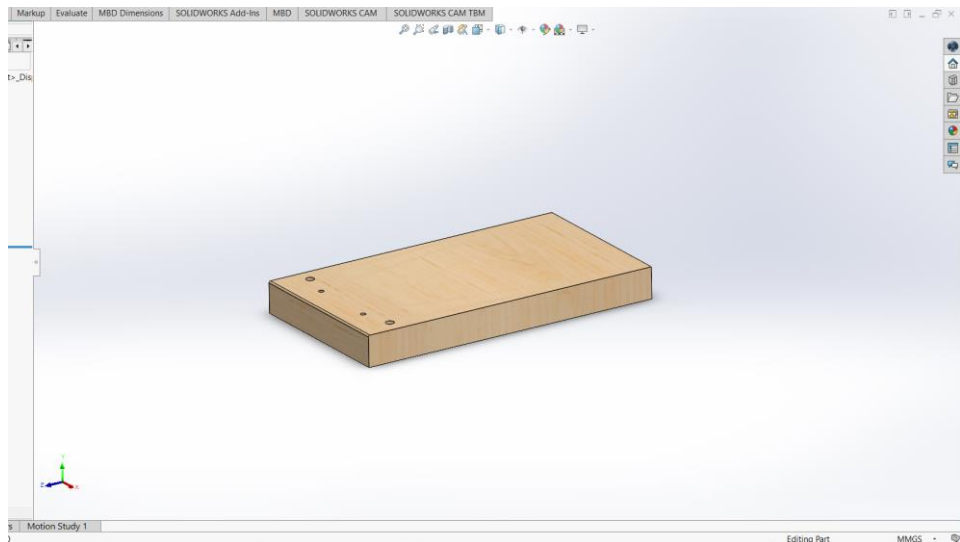 Markup Evaluate MBD Dimensions SOLIDWORKS Add-Ins MBD SOLIDWORKS CAM SOLIDWORKS CAM TBM
t>_Dis
Y
Z
X
s Motion Study 1
Editing Part MMGS